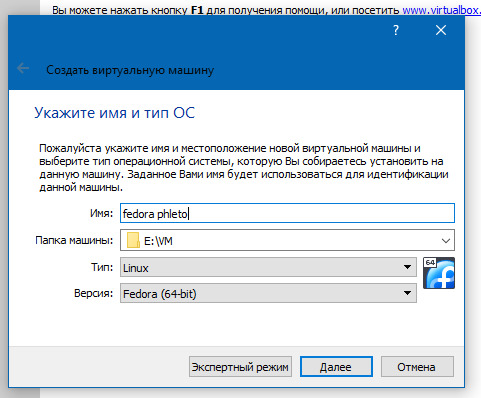 Вы можете нажать кнопку F1 для получения помощи, или посетить www.virtualbox.
?
Создать виртуальную машину
Укажите имя и тип ОС
Пожалуйста укажите имя и местоположение новой виртуальной машины и
выберите тип операционной системы, которую Вы собираетесь установить на
данную машину. Заданное Вами имя будет использоваться для идентификации
данной машины.
Имя: fedora phleto
Папка машины: E:\VM
Тип: Linux
64
Версия: Fedora (64-bit)
Экспертный режим Далее Отмена